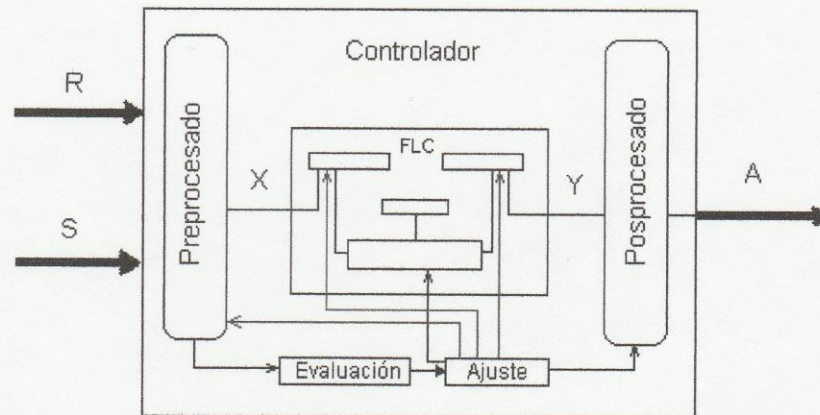 Controlador
R
S
Preprocesado
X
FLC
Y
Posprocesado
A
Evaluación
Ajuste